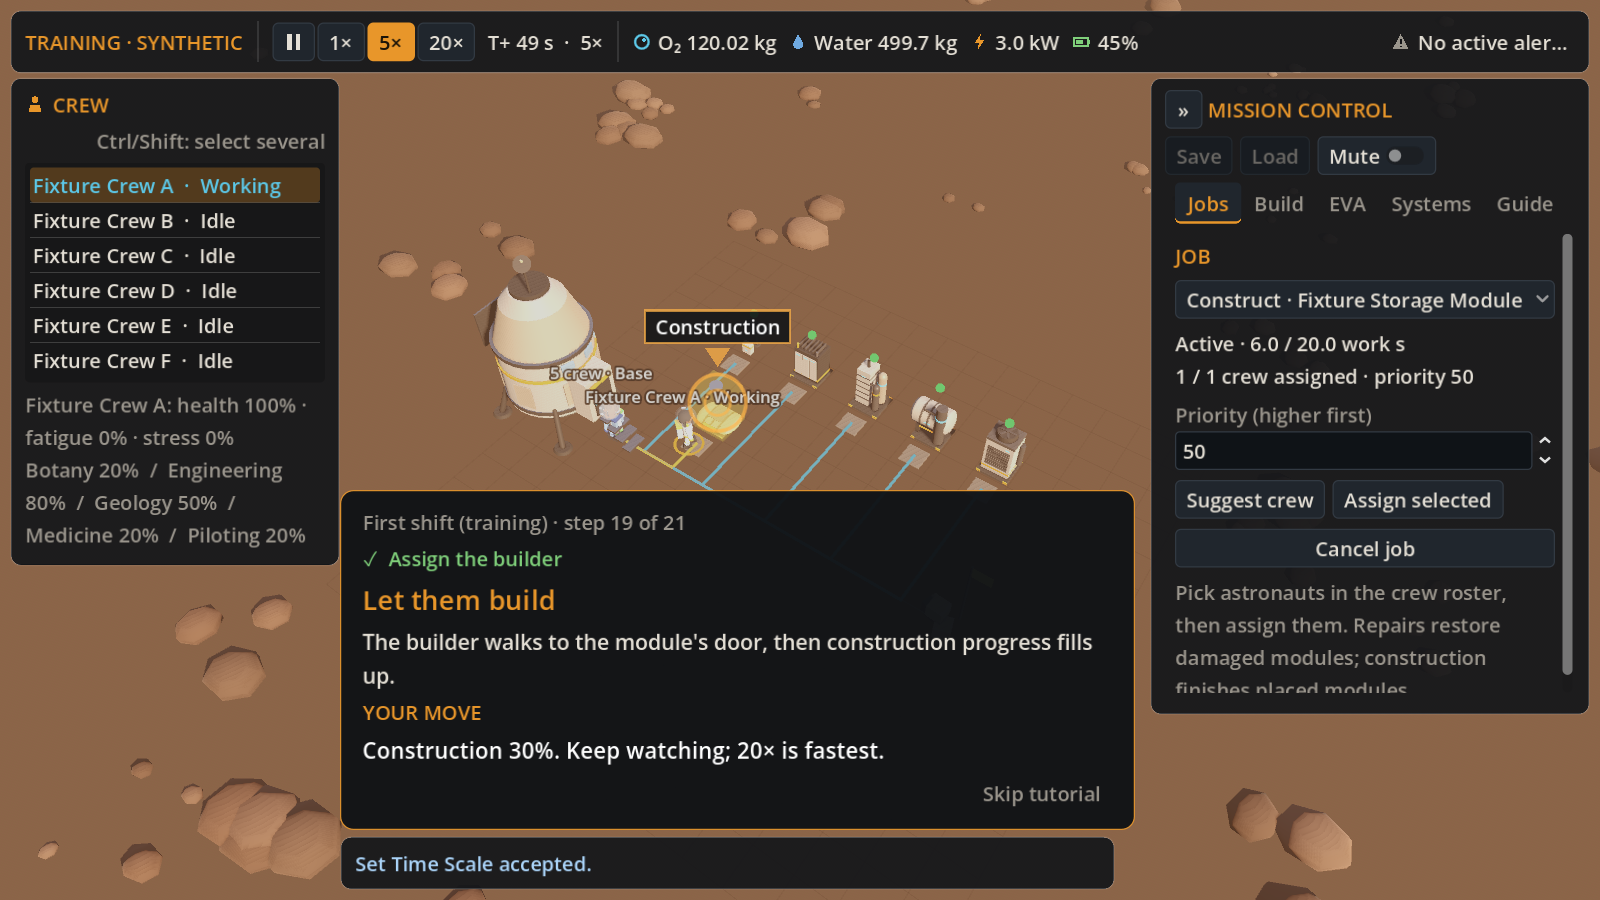 TRAINING · SYNTHETIC
1×
5×
20×
T+ 49 s · 5×
O₂ 120.02 kg
Water 499.7 kg
3.0 kW
45%
No active aler...
CREW
Ctrl/Shift: select several
Fixture Crew A · Working
Fixture Crew B · Idle
Fixture Crew C · Idle
Fixture Crew D · Idle
Fixture Crew E · Idle
Fixture Crew F · Idle
Fixture Crew A: health 100% ·
fatigue 0% · stress 0%
Botany 20% / Engineering
80% / Geology 50% /
Medicine 20% / Piloting 20%
Construction
5 crew · Base
Fixture Crew A · Working
First shift (training) · step 19 of 21
✓ Assign the builder
Let them build
The builder walks to the module's door, then construction progress fills
up.
YOUR MOVE
Construction 30%. Keep watching; 20× is fastest.
Skip tutorial
Set Time Scale accepted.
» MISSION CONTROL
Save
Load
Mute
Jobs
Build
EVA
Systems
Guide
JOB
Construct · Fixture Storage Module
Active · 6.0 / 20.0 work s
1 / 1 crew assigned · priority 50
Priority (higher first)
50
Suggest crew
Assign selected
Cancel job
Pick astronauts in the crew roster,
then assign them. Repairs restore
damaged modules; construction
finishes placed modules